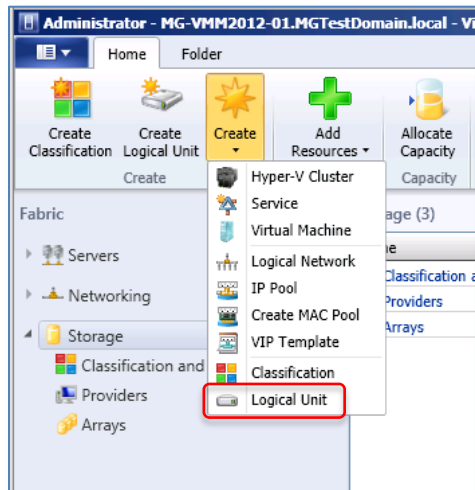 Administrator - MG-VMM2012-01.MGTestDomain.local - Vi
Home Folder
Create Classification
Create Logical Unit
Create
Add Resources
Allocate Capacity
Create
Capacity
Fabric
Servers
Networking
Storage
Classification and
Providers
Arrays
Hyper-V Cluster
Service
Virtual Machine
Logical Network
IP Pool
Create MAC Pool
VIP Template
Classification
Logical Unit
age (3)
e
Classification a
Providers
Arrays